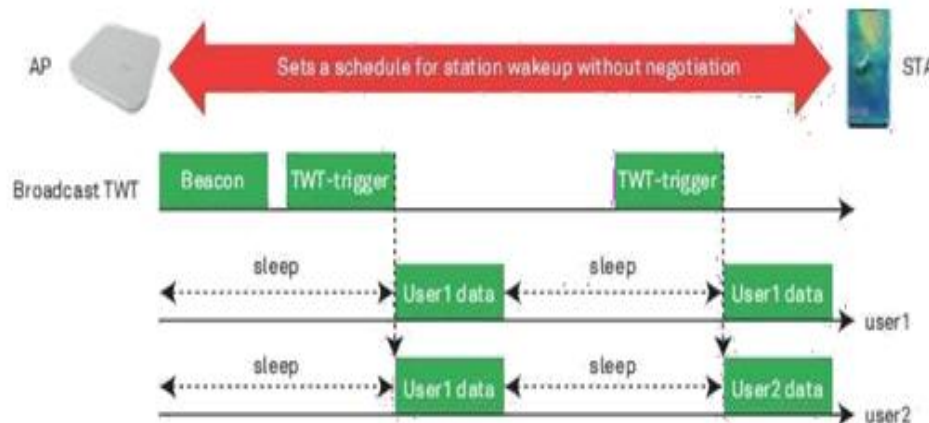 AP
Sets a schedule for station wakeup without negotiation
STA
Broadcast TWT
Beacon
TWT-trigger
TWT-trigger
sleep
User1 data
sleep
User1 data
user1
sleep
User1 data
sleep
User2 data
user2